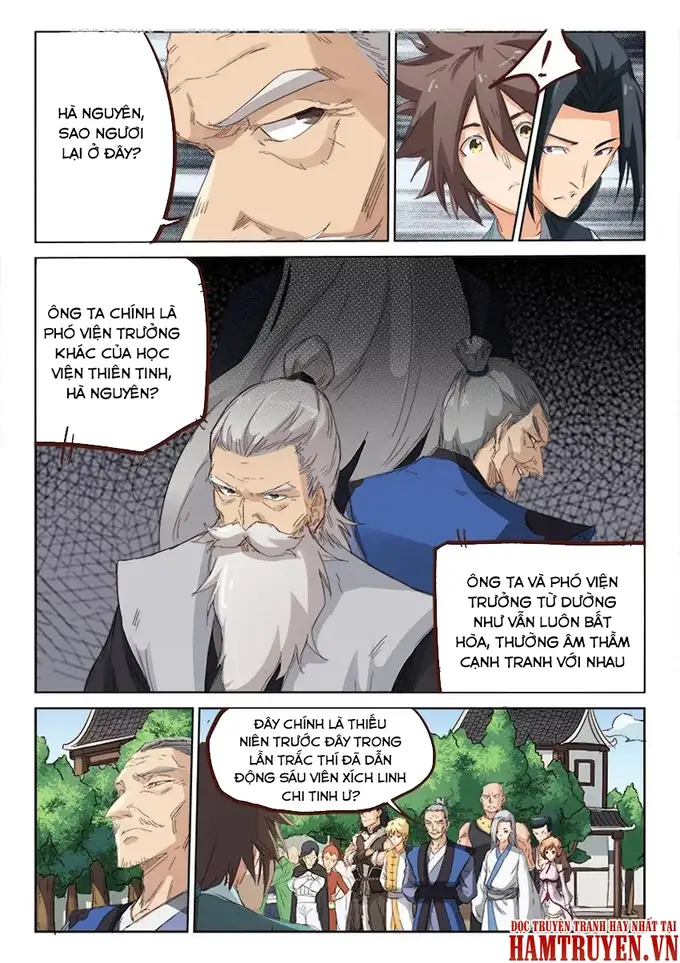 HÀ NGUYÊN,
SAO NGƯƠI
LẠI Ở ĐÂY?
!
ÔNG TA CHÍNH LÀ
PHÓ VIỆN TRƯỞNG
KHÁC CỦA HỌC
VIỆN THIÊN TINH,
HÀ NGUYÊN?
ÔNG TA VÀ PHÓ VIỆN
TRƯỞNG TỪ DƯỜNG
NHƯ VẪN LUÔN BẤT
HÒA, THƯỜNG ÂM THẦM
CẠNH TRANH VỚI NHAU
ĐÂY CHÍNH LÀ THIẾU
NIÊN TRƯỚC ĐÂY TRONG
LẦN TRẮC THÍ ĐÃ DẪN
ĐỘNG SÁU VIÊN XÍCH LINH
CHI TINH Ư?
ĐỌC TRUYỆN TRANH HAY NHẤT TẠI
HAMTRUYEN.VN